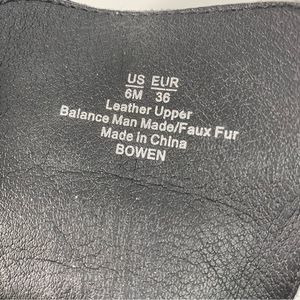 US EUR
6M 36
Leather Upper
Balance Man Made/Faux Fur
Made in China
BOWEN